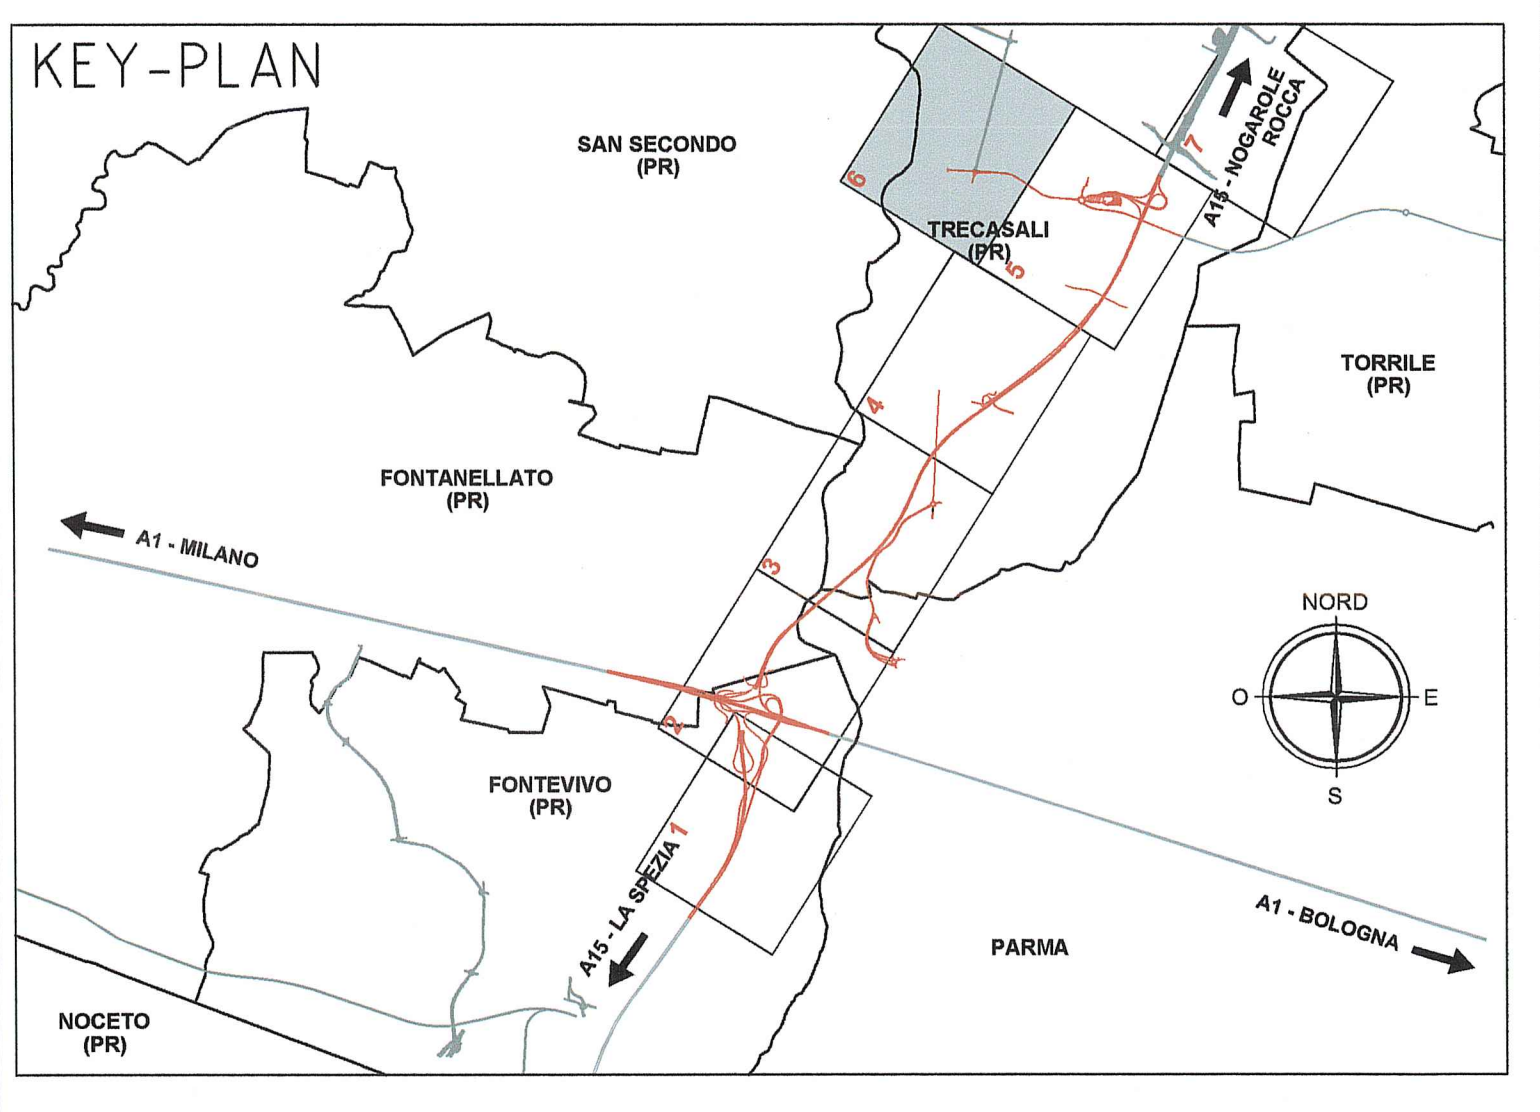 KEY-PLAN
SAN SECONDO
(PR)
A15 - NOGAROLE
ROCCA
7
6
TRECASALI
(PR)
5
TORRILE
(PR)
4
FONTANELLATO
(PR)
A1 - MILANO
3
NORD
O
E
S
2
FONTEVIVO
(PR)
1
A15 - LA SPEZIA
A1 - BOLOGNA
PARMA
NOCETO
(PR)